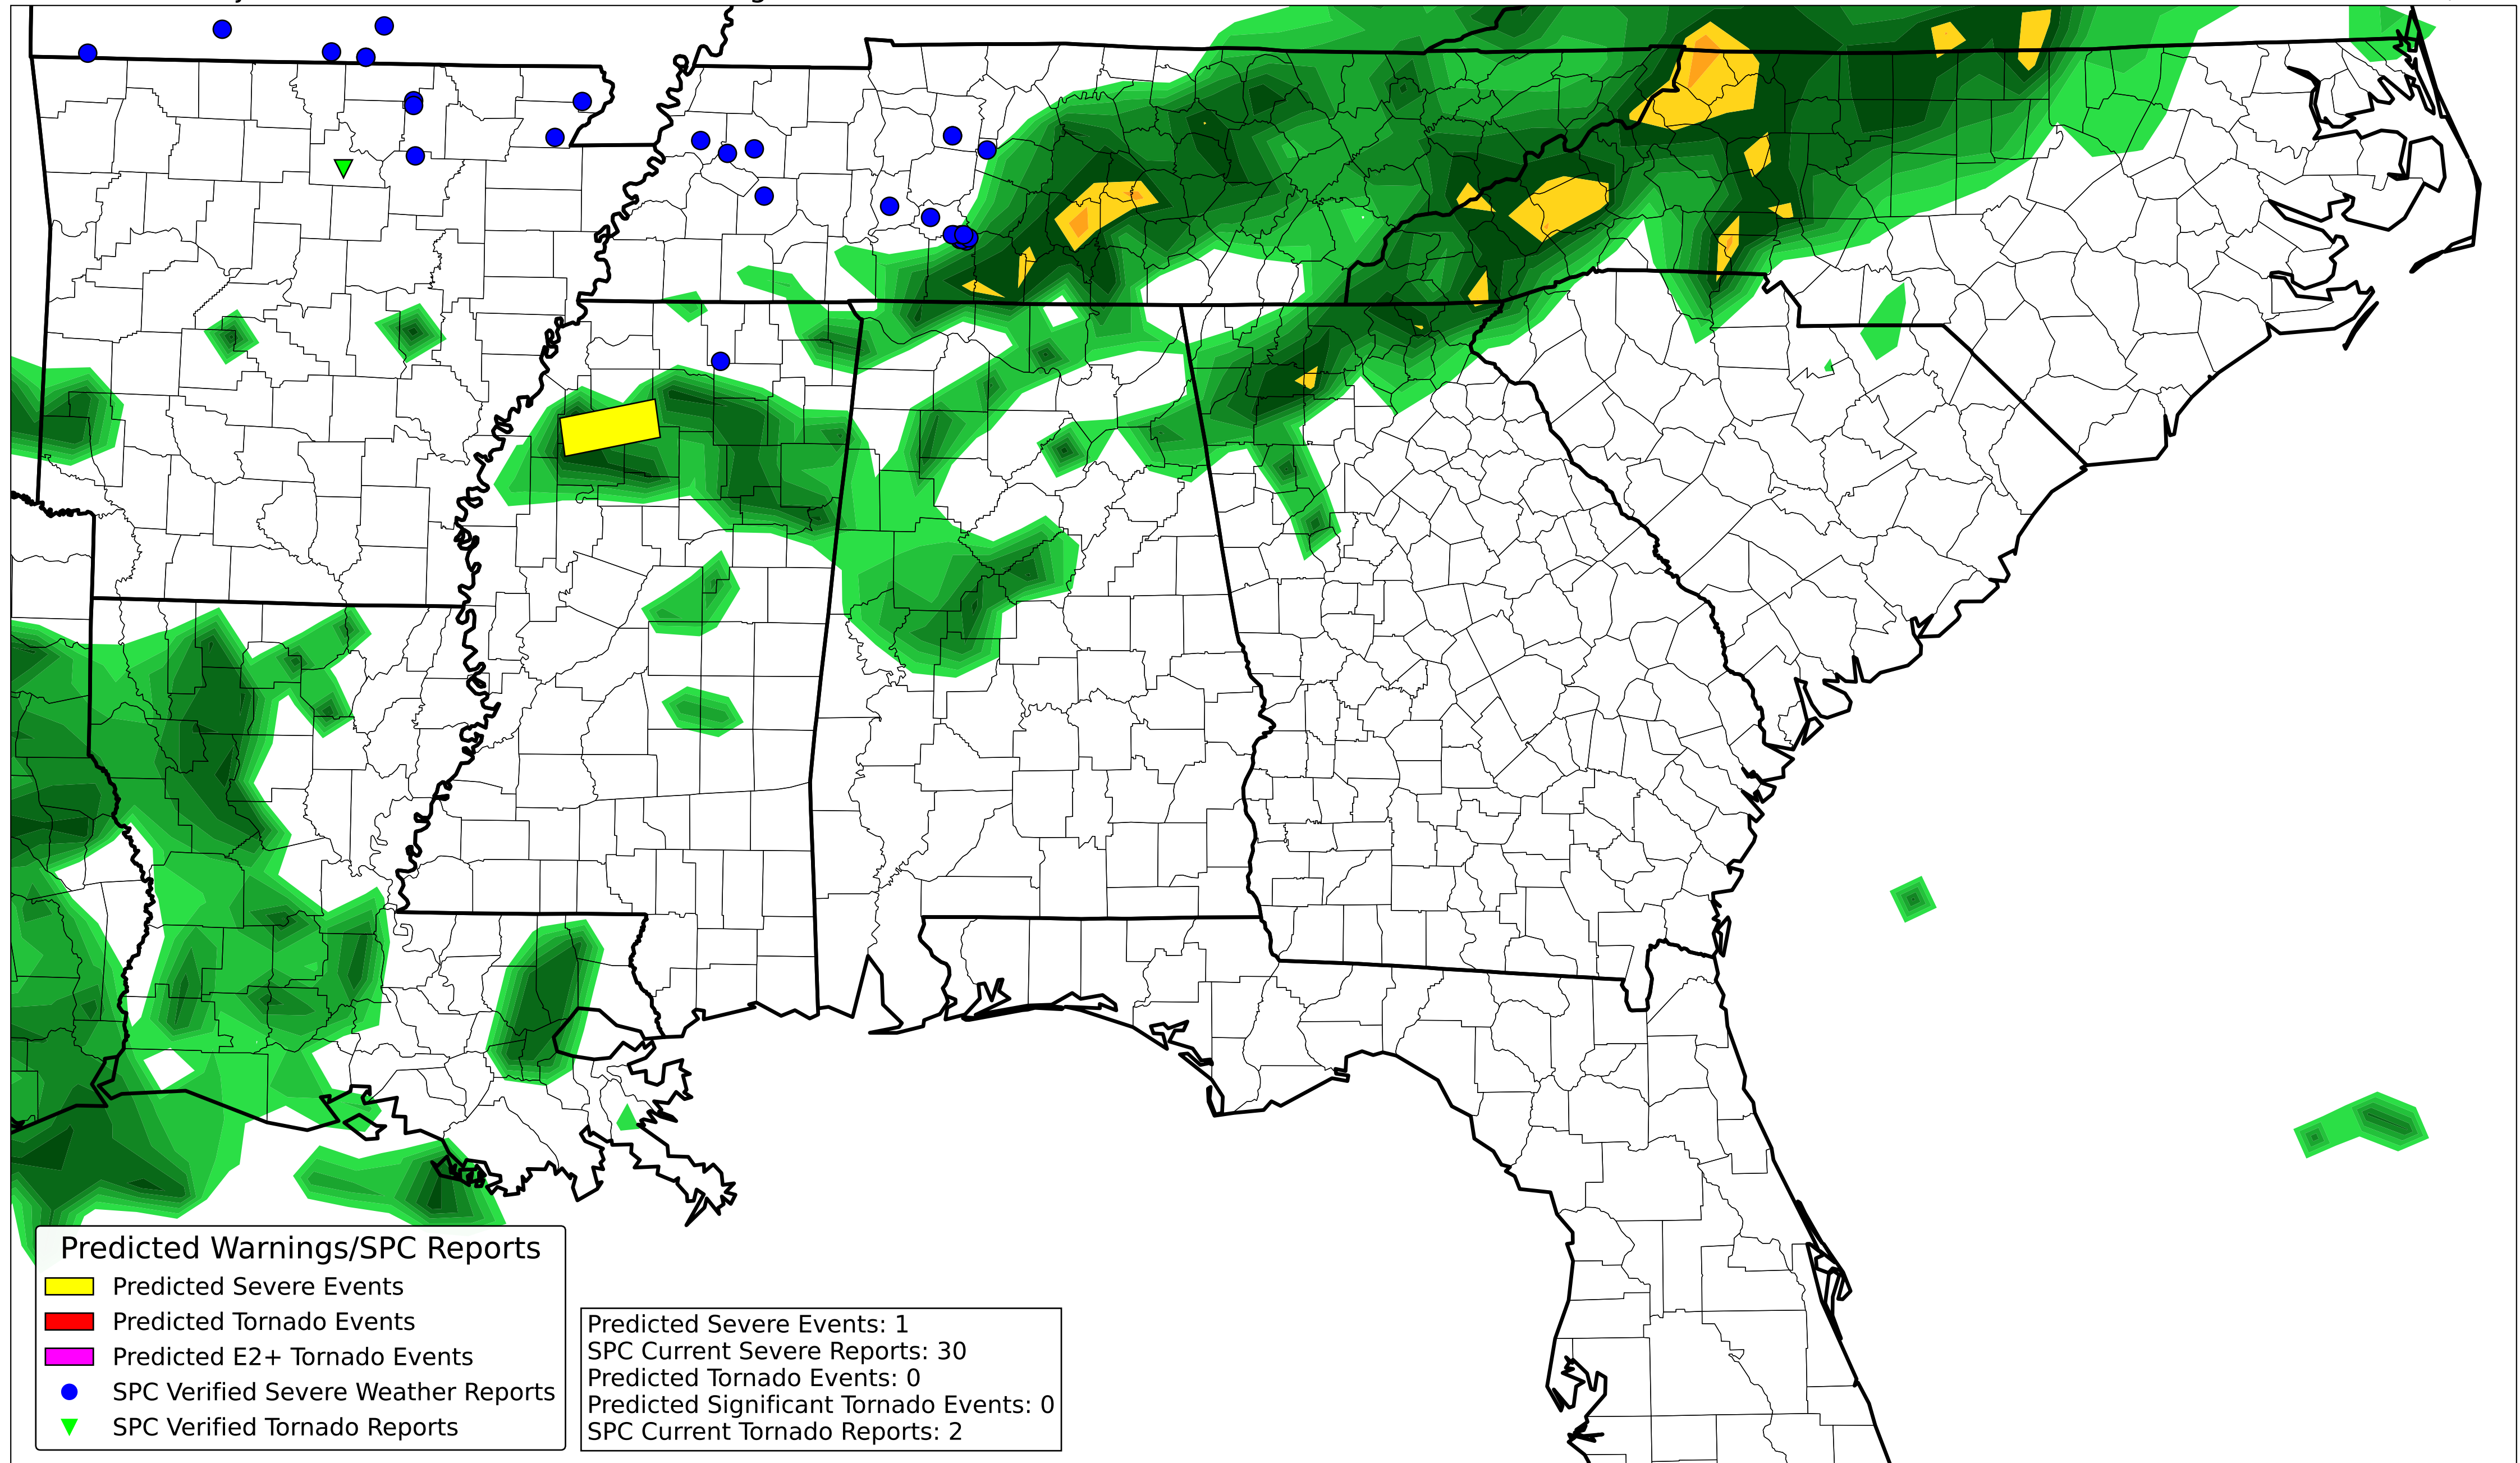 Predicted Warnings/SPC Reports
Predicted Severe Events
Predicted Tornado Events
Predicted E2+ Tornado Events
SPC Verified Severe Weather Reports
SPC Verified Tornado Reports
Predicted Severe Events: 1
SPC Current Severe Reports: 30
Predicted Tornado Events: 0
Predicted Significant Tornado Events: 0
SPC Current Tornado Reports: 2